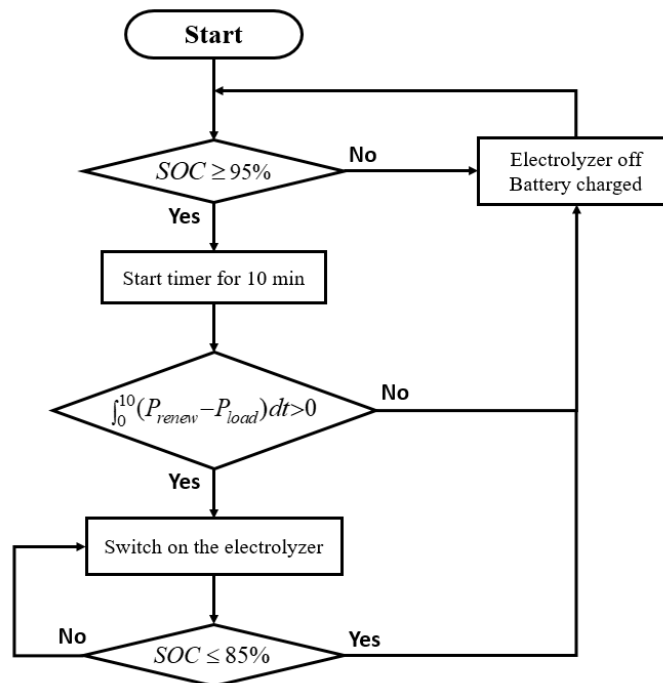 Start
SOC ≥ 95%
No
Electrolyzer off
Battery charged
Yes
Start timer for 10 min
∫₀¹⁰(P_renew−P_load)dt>0
No
Yes
Switch on the electrolyzer
No
SOC ≤ 85%
Yes